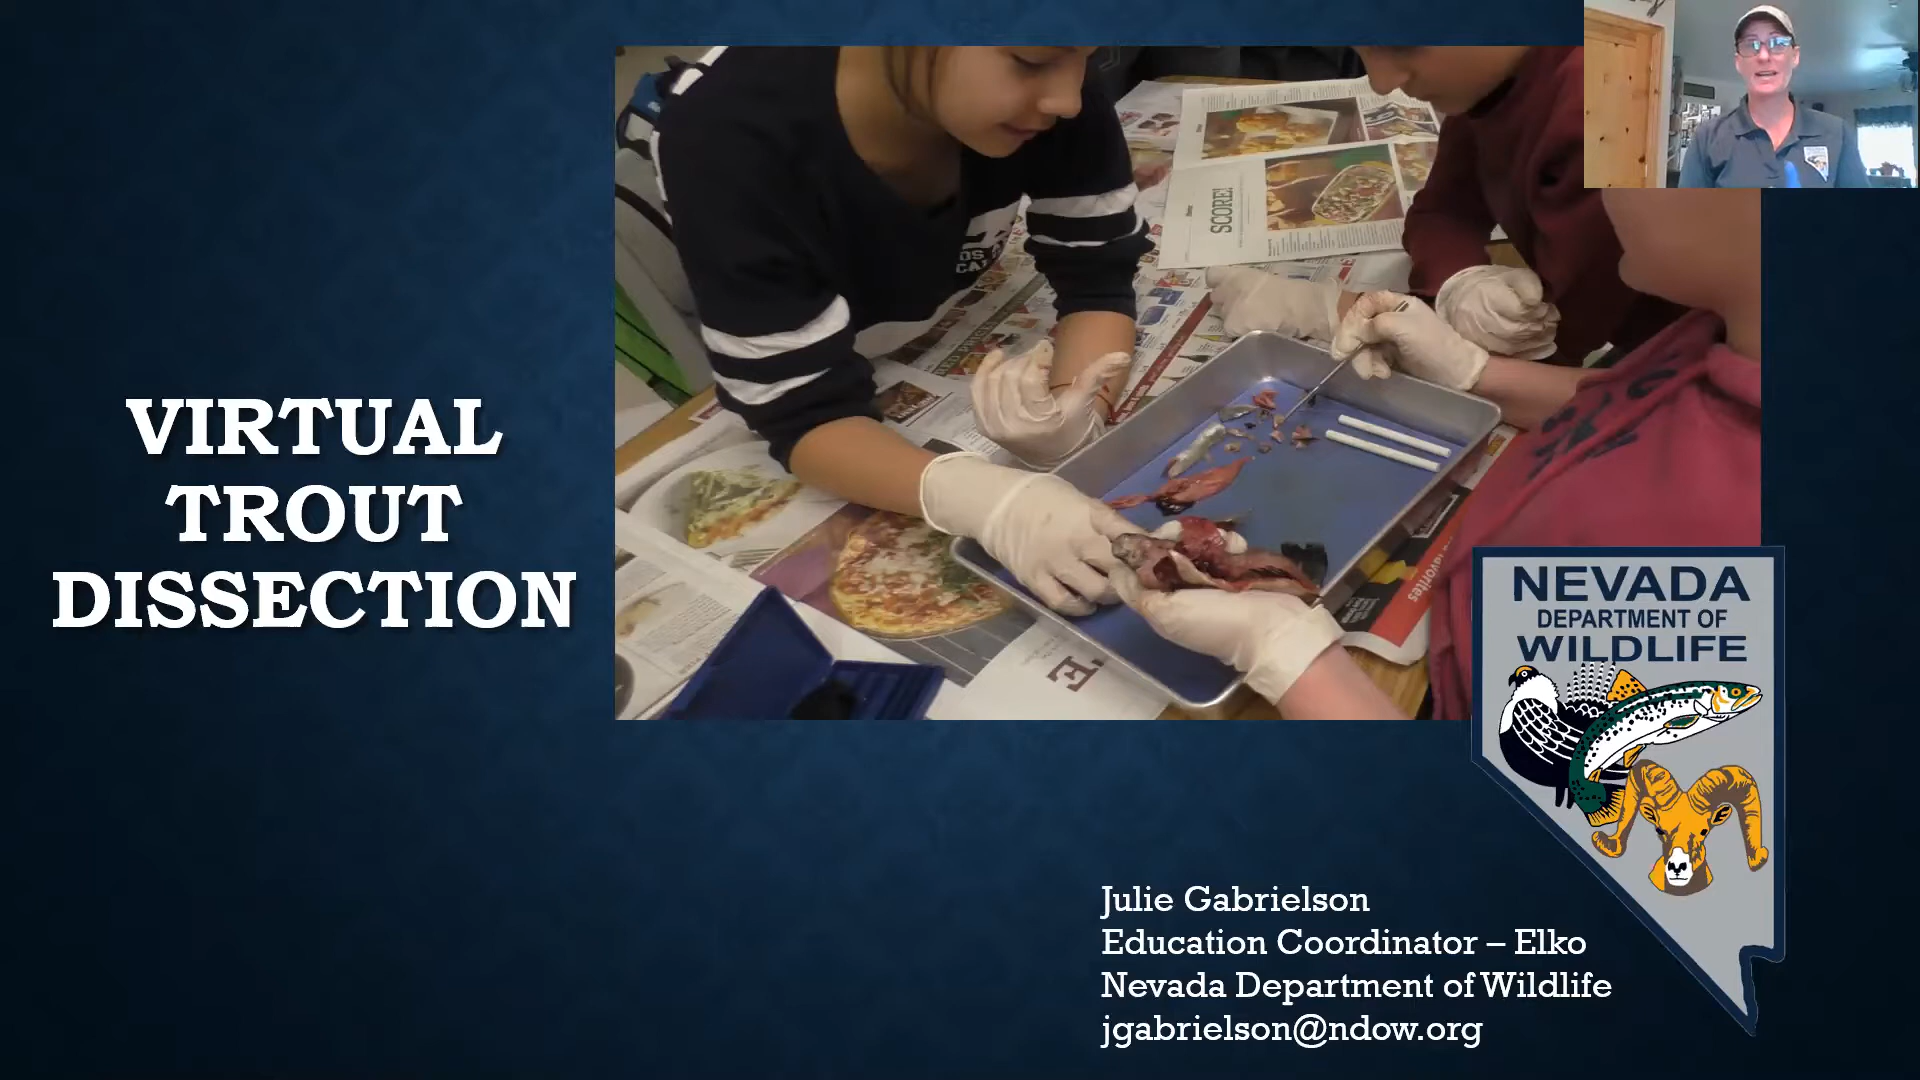 VIRTUAL
TROUT
DISSECTION
SCORE!
NEVADA
DEPARTMENT OF
WILDLIFE
Julie Gabrielson
Education Coordinator – Elko
Nevada Department of Wildlife
jgabrielson@ndow.org